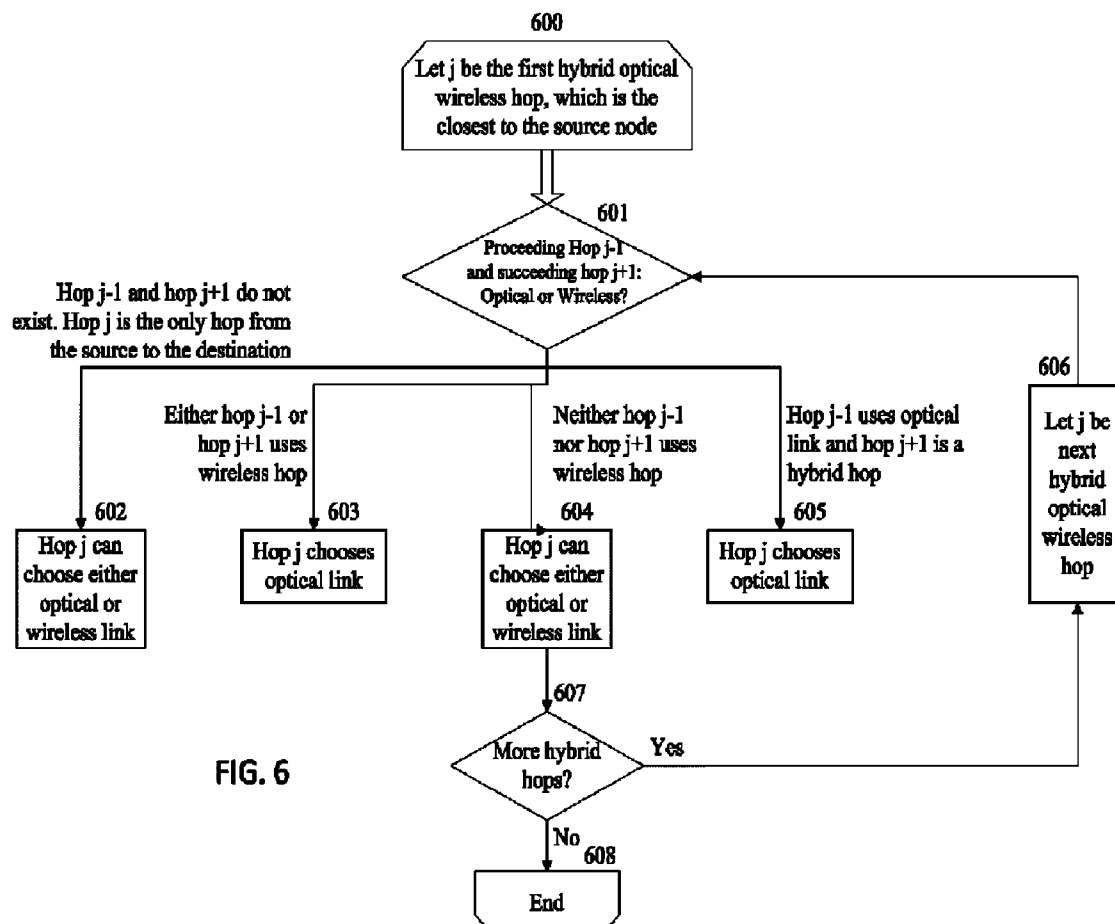 600
Let j be the first hybrid optical
wireless hop, which is the
closest to the source node
601
Proceeding Hop j-1
and succeeding hop j+1:
Optical or Wireless?
Hop j-1 and hop j+1 do not
exist. Hop j is the only hop from
the source to the destination
Either hop j-1 or
hop j+1 uses
wireless hop
Neither hop j-1
nor hop j+1 uses
wireless hop
Hop j-1 uses optical
link and hop j+1 is a
hybrid hop
606
Let j be
next
hybrid
optical
wireless
hop
602
Hop j can
choose either
optical or
wireless link
603
Hop j chooses
optical link
604
Hop j can
choose either
optical or
wireless link
605
Hop j chooses
optical link
607
More hybrid
hops?
Yes
FIG. 6
No
608
End